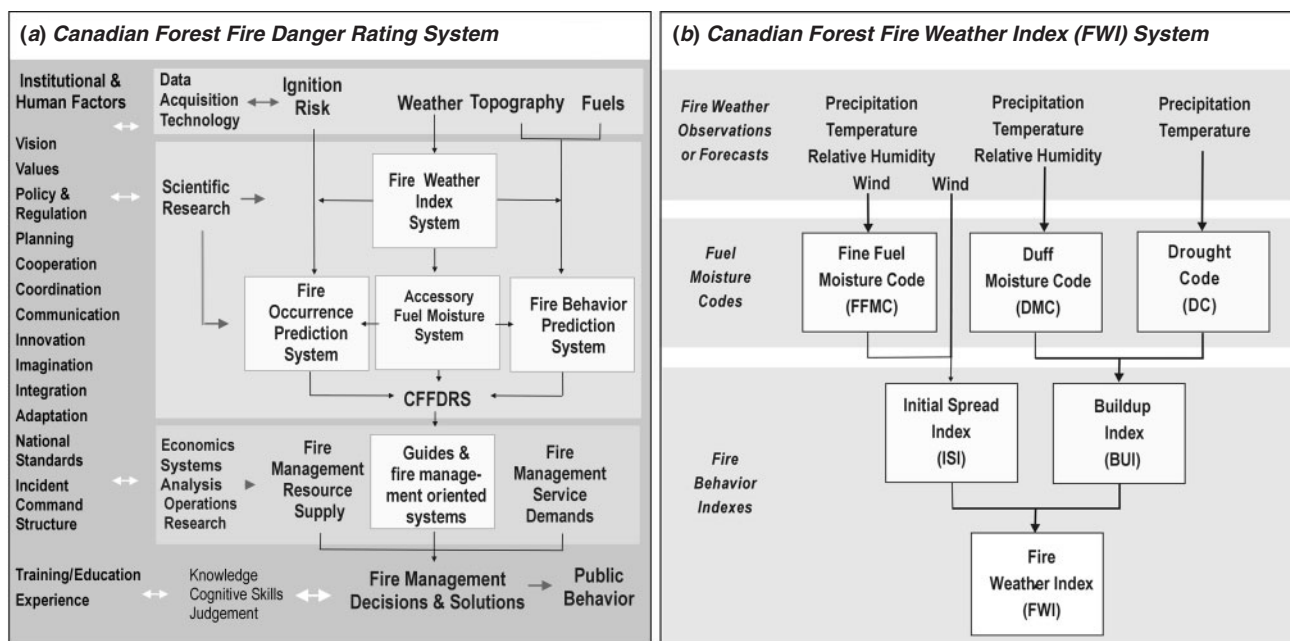 (a) Canadian Forest Fire Danger Rating System
Institutional &
Human Factors
Vision
Values
Policy &
Regulation
Planning
Cooperation
Coordination
Communication
Innovation
Imagination
Integration
Adaptation
National
Standards
Incident
Command
Structure
Training/Education
Experience
Data
Acquisition
Technology
Ignition
Risk
Weather
Topography
Fuels
Scientific
Research
Fire Weather
Index
System
Fire
Occurrence
Prediction
System
Accessory
Fuel Moisture
System
Fire Behavior
Prediction
System
CFFDRS
Economics
Systems
Analysis
Operations
Research
Fire
Management
Resource
Supply
Guides &
fire manage-
ment oriented
systems
Fire
Management
Service
Demands
Knowledge
Cognitive Skills
Judgement
Fire Management
Decisions & Solutions
Public
Behavior
(b) Canadian Forest Fire Weather Index (FWI) System
Fire Weather
Observations
or Forecasts
Precipitation
Temperature
Relative Humidity
Wind
Wind
Precipitation
Temperature
Relative Humidity
Precipitation
Temperature
Fuel
Moisture
Codes
Fine Fuel
Moisture Code
(FFMC)
Duff
Moisture Code
(DMC)
Drought
Code
(DC)
Fire
Behavior
Indexes
Initial Spread
Index
(ISI)
Buildup
Index
(BUI)
Fire
Weather Index
(FWI)